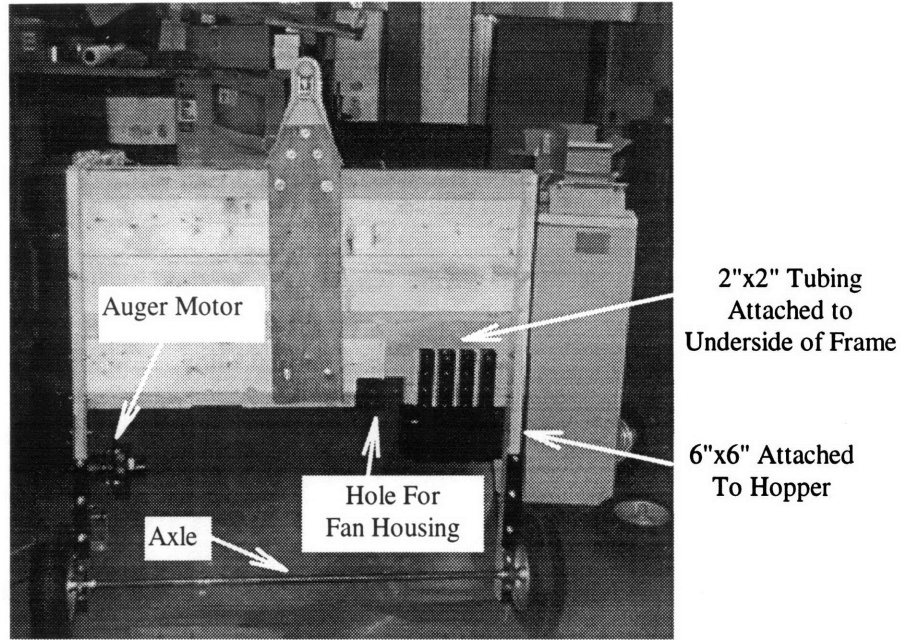 Auger Motor
2"x2" Tubing
Attached to
Underside of Frame
6"x6" Attached
To Hopper
Hole For
Fan Housing
Axle